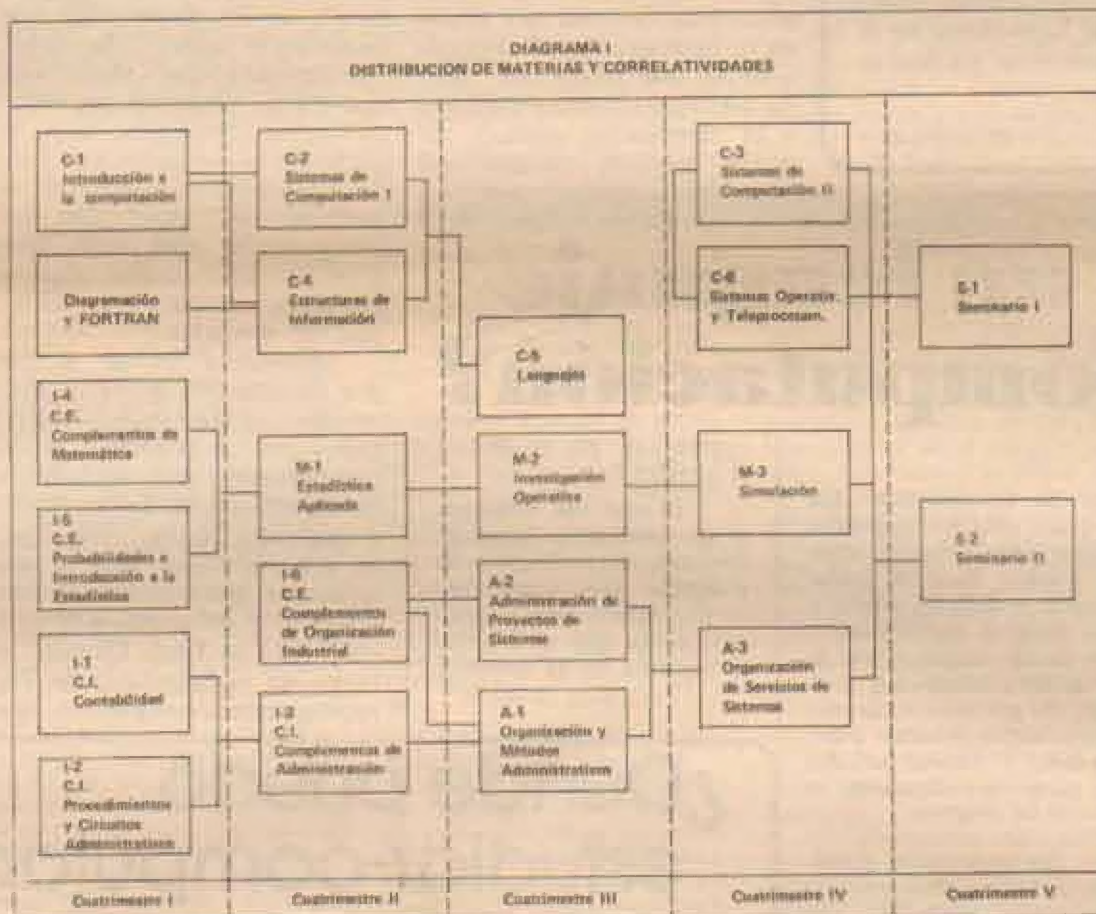 DIAGRAMA I
DISTRIBUCION DE MATERIAS Y CORRELATIVIDADES
C-1
Introducción a
la computación
Diagramación
y FORTRAN
I-4
C.E.
Complementos de
Matemática
I-5
C.E.
Probabilidades e
Introducción a la
Estadística
I-1
C.I.
Contabilidad
I-2
C.I.
Procedimientos
y Circuitos
Administrativos
Cuatrimestre I
C-2
Sistemas de
Computación I
C-4
Estructuras de
Información
M-1
Estadística
Aplicada
I-6
C.E.
Complementos
de Organización
Industrial
I-3
C.I.
Complementos de
Administración
Cuatrimestre II
C-5
Lenguajes
M-2
Investigación
Operativa
A-2
Administración de
Proyectos de
Sistemas
A-1
Organización y
Métodos
Administrativos
Cuatrimestre III
C-3
Sistemas de
Computación II
C-6
Sistemas Operativ.
y Teleprocesam.
M-3
Simulación
A-3
Organización
de Servicios de
Sistemas
Cuatrimestre IV
S-1
Seminario I
S-2
Seminario II
Cuatrimestre V